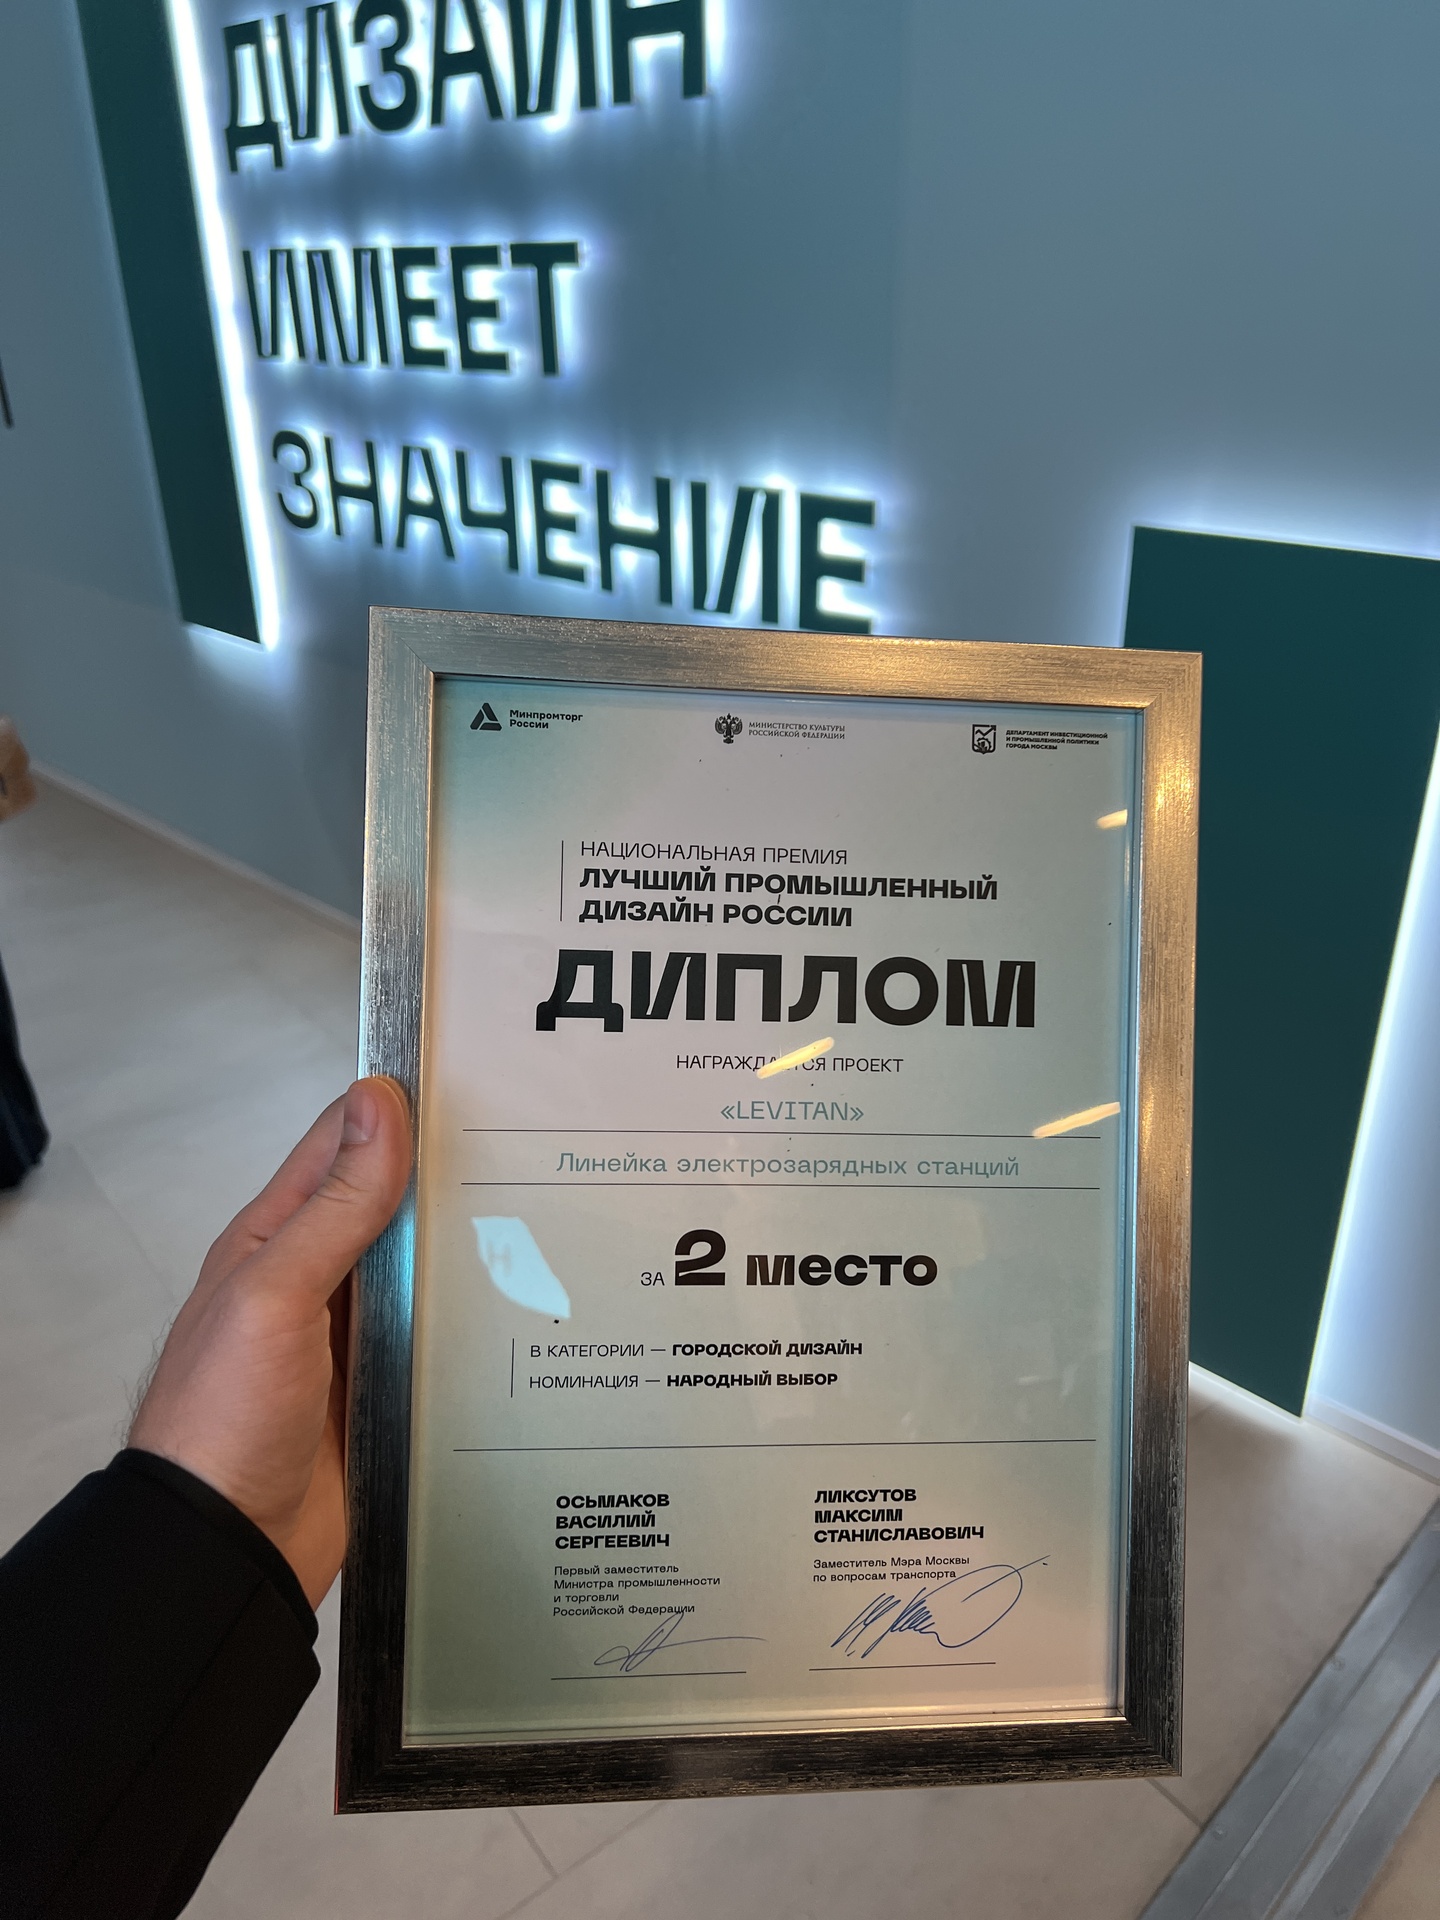 ДИЗАЙН
ИМЕЕТ
ЗНАЧЕНИЕ
Минпромторг
России
МИНИСТЕРСТВО КУЛЬТУРЫ
РОССИЙСКОЙ ФЕДЕРАЦИИ
ДЕПАРТАМЕНТ ИНВЕСТИЦИОННОЙ
И ПРОМЫШЛЕННОЙ ПОЛИТИКИ
ГОРОДА МОСКВЫ
НАЦИОНАЛЬНАЯ ПРЕМИЯ
ЛУЧШИЙ ПРОМЫШЛЕННЫЙ
ДИЗАЙН РОССИИ
ДИПЛОМ
НАГРАЖДАЕТСЯ ПРОЕКТ
«LEVITAN»
Линейка электрозарядных станций
ЗА 2 место
В КАТЕГОРИИ — ГОРОДСКОЙ ДИЗАЙН
НОМИНАЦИЯ — НАРОДНЫЙ ВЫБОР
ОСЬМАКОВ
ВАСИЛИЙ
СЕРГЕЕВИЧ
Первый заместитель
Министра промышленности
и торговли
Российской Федерации
ЛИКСУТОВ
МАКСИМ
СТАНИСЛАВОВИЧ
Заместитель Мэра Москвы
по вопросам транспорта